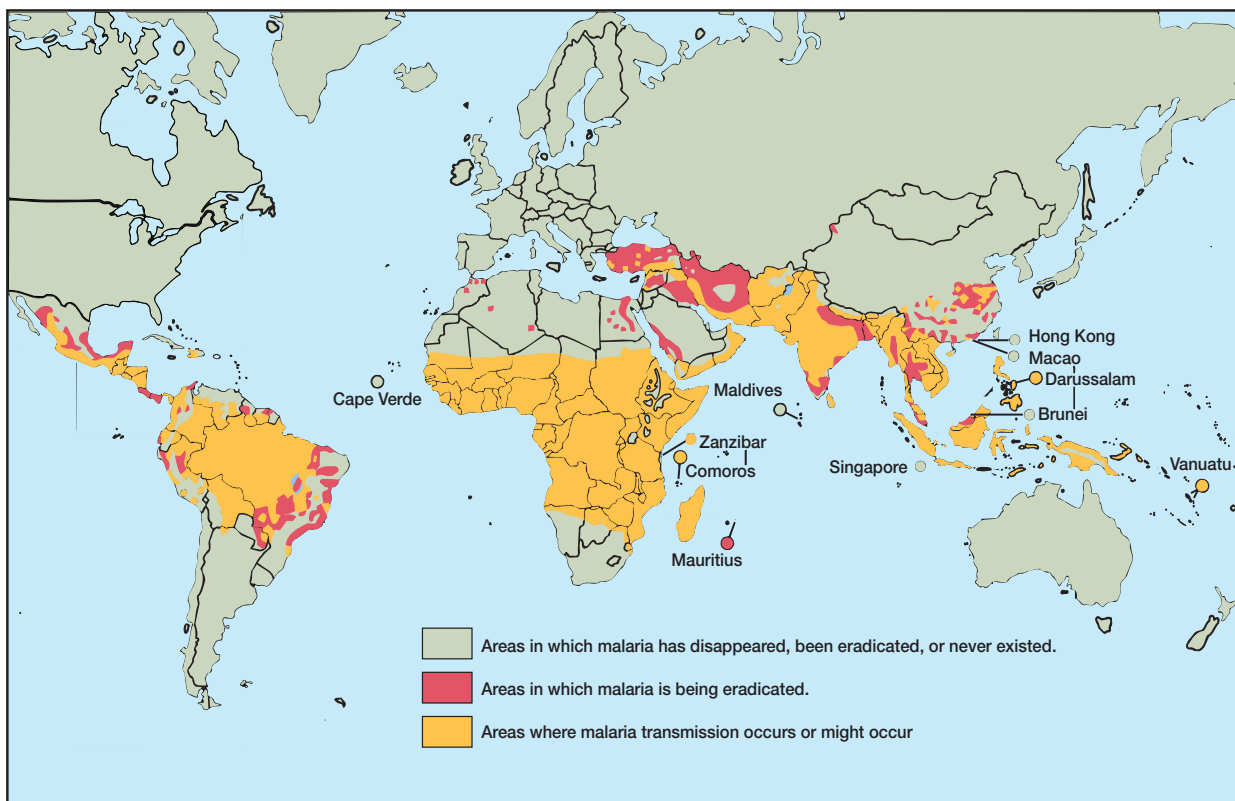 Hong Kong
Macao
Darussalam
Maldives
Cape Verde
Brunei
Zanzibar
Comoros
Singapore
Vanuatu
Mauritius
Areas in which malaria has disappeared, been eradicated, or never existed.
Areas in which malaria is being eradicated.
Areas where malaria transmission occurs or might occur